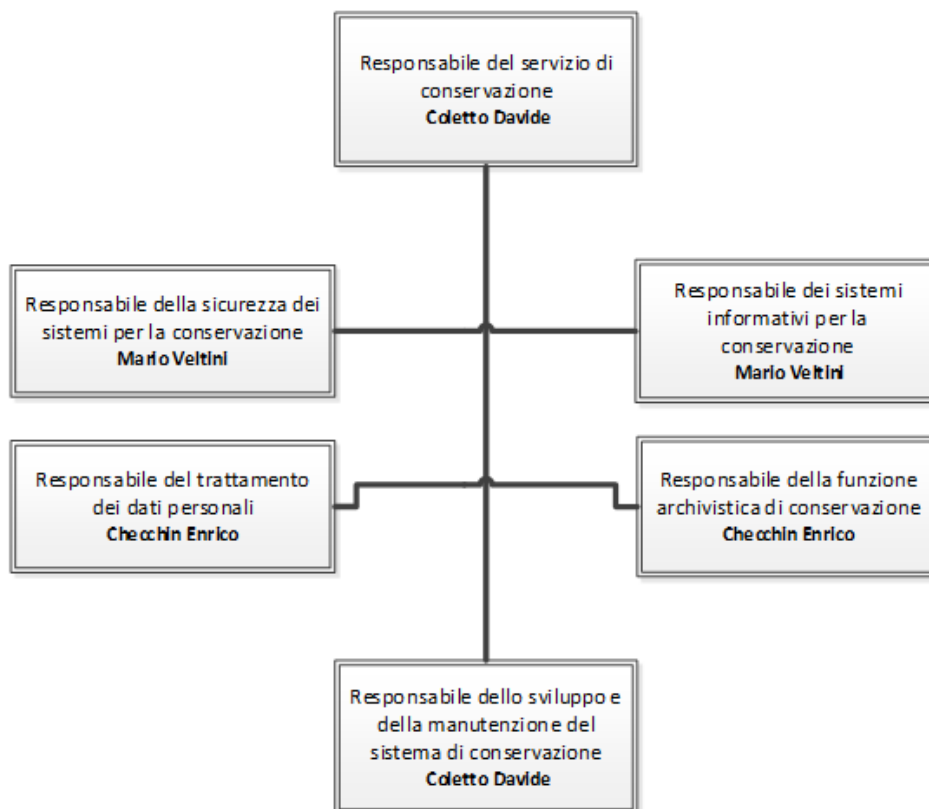 Responsabile del servizio di
conservazione
Coletto Davide
Responsabile della sicurezza dei
sistemi per la conservazione
Mario Veltini
Responsabile dei sistemi
informativi per la
conservazione
Mario Veltini
Responsabile del trattamento
dei dati personali
Checchin Enrico
Responsabile della funzione
archivistica di conservazione
Checchin Enrico
Responsabile dello sviluppo e
della manutenzione del
sistema di conservazione
Coletto Davide